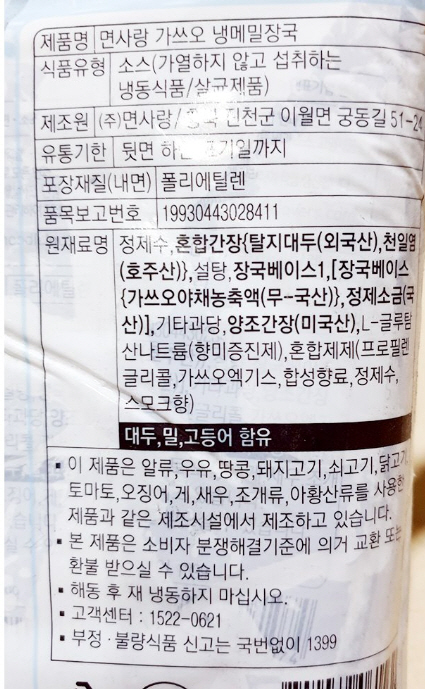 제품명 면사랑 가쓰오 냉메밀장국
식품유형 소스(가열하지 않고 섭취하는
냉동식품/살균제품)
제조원 (주)면사랑/ 진천군 이월면 궁동길 51-24
유통기한 뒷면 하단 표기일까지
포장재질(내면) 폴리에틸렌
품목보고번호 19930443028411
원재료명 정제수,혼합간장{탈지대두(외국산),천일염
(호주산)},설탕,장국베이스1,[장국베이스
{가쓰오야채농축액(무--국산)},정제소금(국
산)],기타과당,양조간장(미국산),L-글루탐
산나트륨(향미증진제),혼합제제(프로필렌
글리콜,가쓰오엑기스,합성향료,정제수,
스모크향)
대두,밀,고등어 함유
▪ 이 제품은 알류,우유,땅콩,돼지고기,쇠고기,닭고기,
토마토,오징어,게,새우,조개류,아황산류를 사용한
제품과 같은 제조시설에서 제조하고 있습니다.
▪ 본 제품은 소비자 분쟁해결기준에 의거 교환 또는
환불 받으실 수 있습니다.
▪ 해동 후 재 냉동하지 마십시오.
▪ 고객센터 : 1522-0621
▪ 부정·불량식품 신고는 국번없이 1399